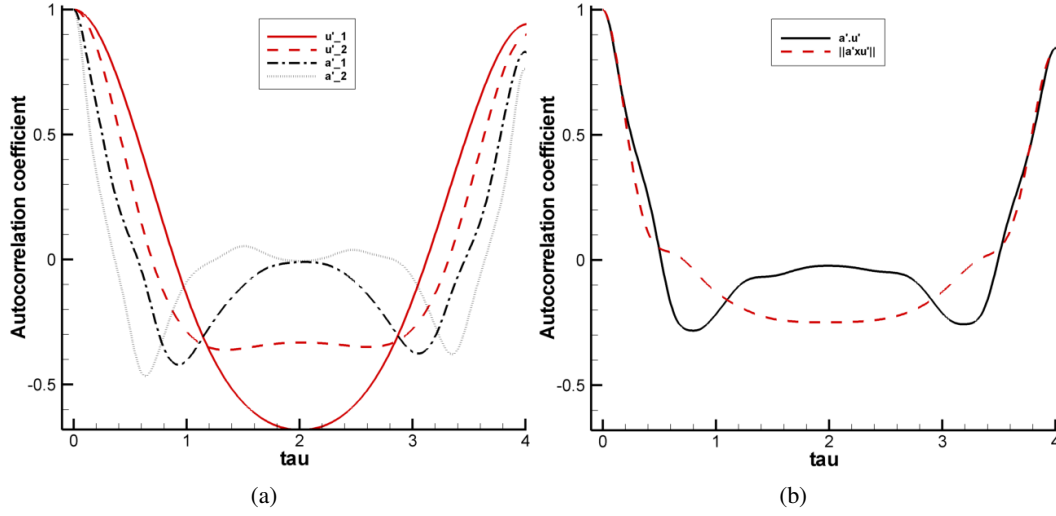 1
0.5
0
-0.5
Autocorrelation coefficient
u'_1
u'_2
a'_1
a'_2
0
1
2
3
4
tau
(a)
1
0.5
0
-0.5
Autocorrelation coefficient
a'.u'
||a'xu'||
0
1
2
3
4
tau
(b)